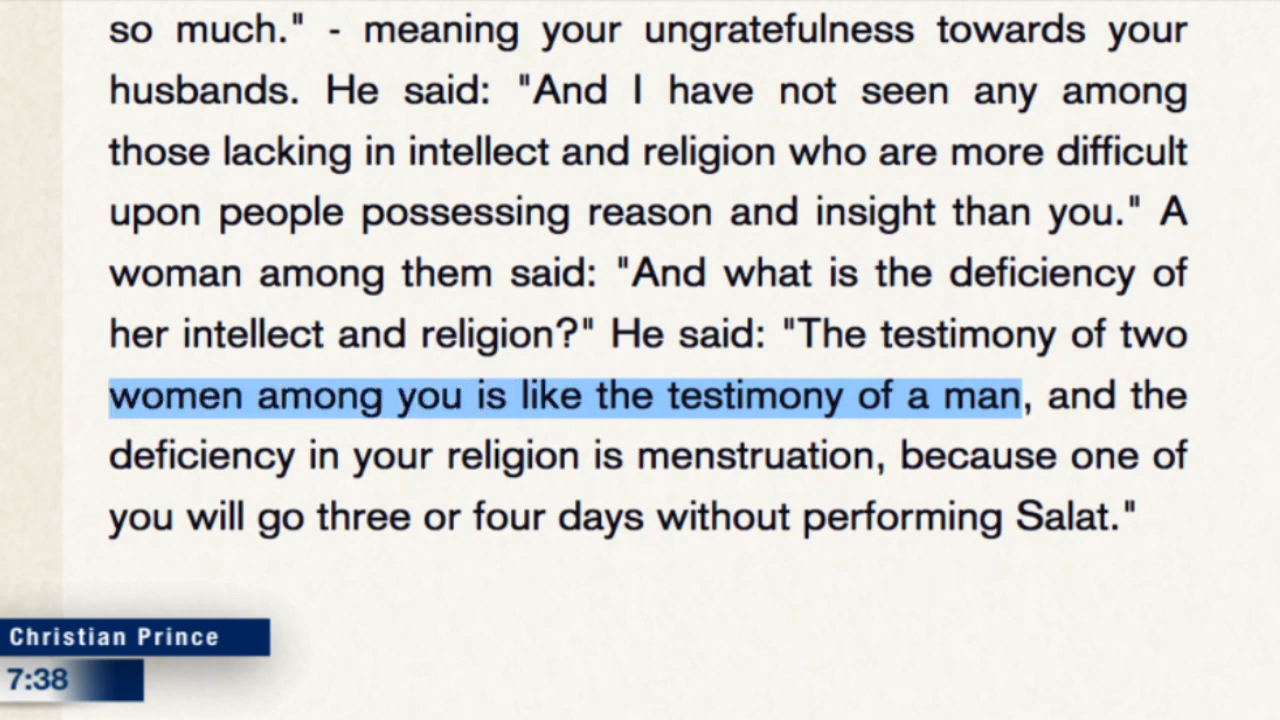 so much." - meaning your ungratefulness towards your
husbands. He said: "And I have not seen any among
those lacking in intellect and religion who are more difficult
upon people possessing reason and insight than you." A
woman among them said: "And what is the deficiency of
her intellect and religion?" He said: "The testimony of two
women among you is like the testimony of a man, and the
deficiency in your religion is menstruation, because one of
you will go three or four days without performing Salat."
Christian Prince
7:38